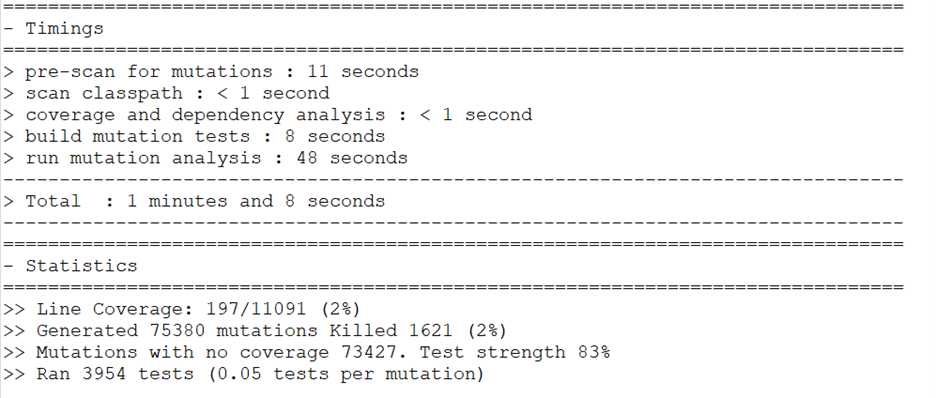 ================================================================================
- Timings
================================================================================
> pre-scan for mutations : 11 seconds
> scan classpath : < 1 second
> coverage and dependency analysis : < 1 second
> build mutation tests : 8 seconds
> run mutation analysis : 48 seconds
--------------------------------------------------------------------------------
> Total  : 1 minutes and 8 seconds
--------------------------------------------------------------------------------
================================================================================
- Statistics
================================================================================
>> Line Coverage: 197/11091 (2%)
>> Generated 75380 mutations Killed 1621 (2%)
>> Mutations with no coverage 73427. Test strength 83%
>> Ran 3954 tests (0.05 tests per mutation)